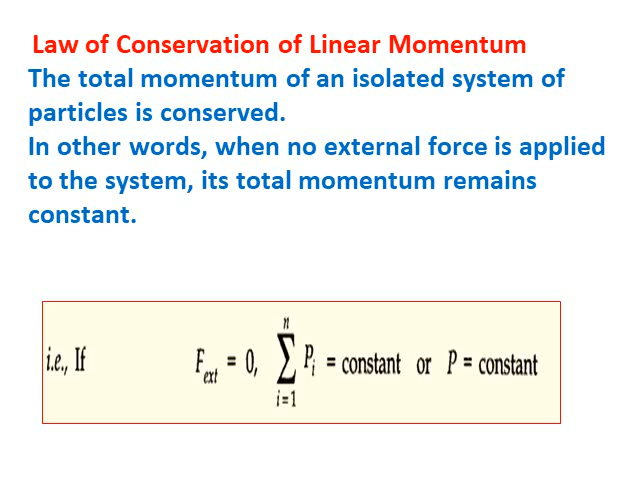 Law of Conservation of Linear Momentum
The total momentum of an isolated system of
particles is conserved.
In other words, when no external force is applied
to the system, its total momentum remains
constant.
i.e., If F_ext = 0, \sum_{i=1}^{n} P_i = constant or P = constant